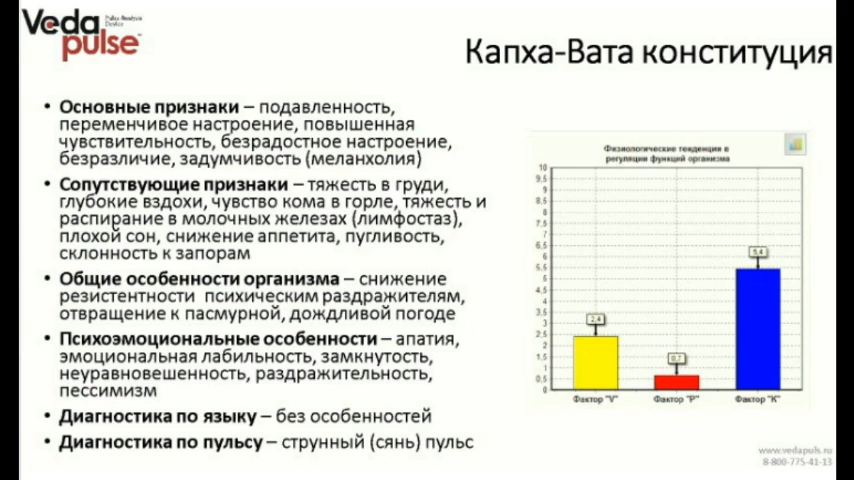 Veda
pulse
Pulse Analysis
Device
Капха-Вата конституция
• Основные признаки – подавленность,
переменчивое настроение, повышенная
чувствительность, безрадостное настроение,
безразличие, задумчивость (меланхолия)
• Сопутствующие признаки – тяжесть в груди,
глубокие вздохи, чувство кома в горле, тяжесть и
распирание в молочных железах (лимфостаз),
плохой сон, снижение аппетита, пугливость,
склонность к запорам
• Общие особенности организма – снижение
резистентности психическим раздражителям,
отвращение к пасмурной, дождливой погоде
• Психоэмоциональные особенности – апатия,
эмоциональная лабильность, замкнутость,
неуравновешенность, раздражительность,
пессимизм
• Диагностика по языку – без особенностей
• Диагностика по пульсу – струнный (сянь) пульс
Физиологические тенденции в
регуляции функций организма
10
9,5
9
8,5
8
7,5
7
6,5
6
5,5
5
4,5
4
3,5
3
2,5
2
1,5
1
0,5
0
2,4
0,7
5,4
Фактор "V"
Фактор "P"
Фактор "K"
www.vedapuls.ru
8-800-775-41-13